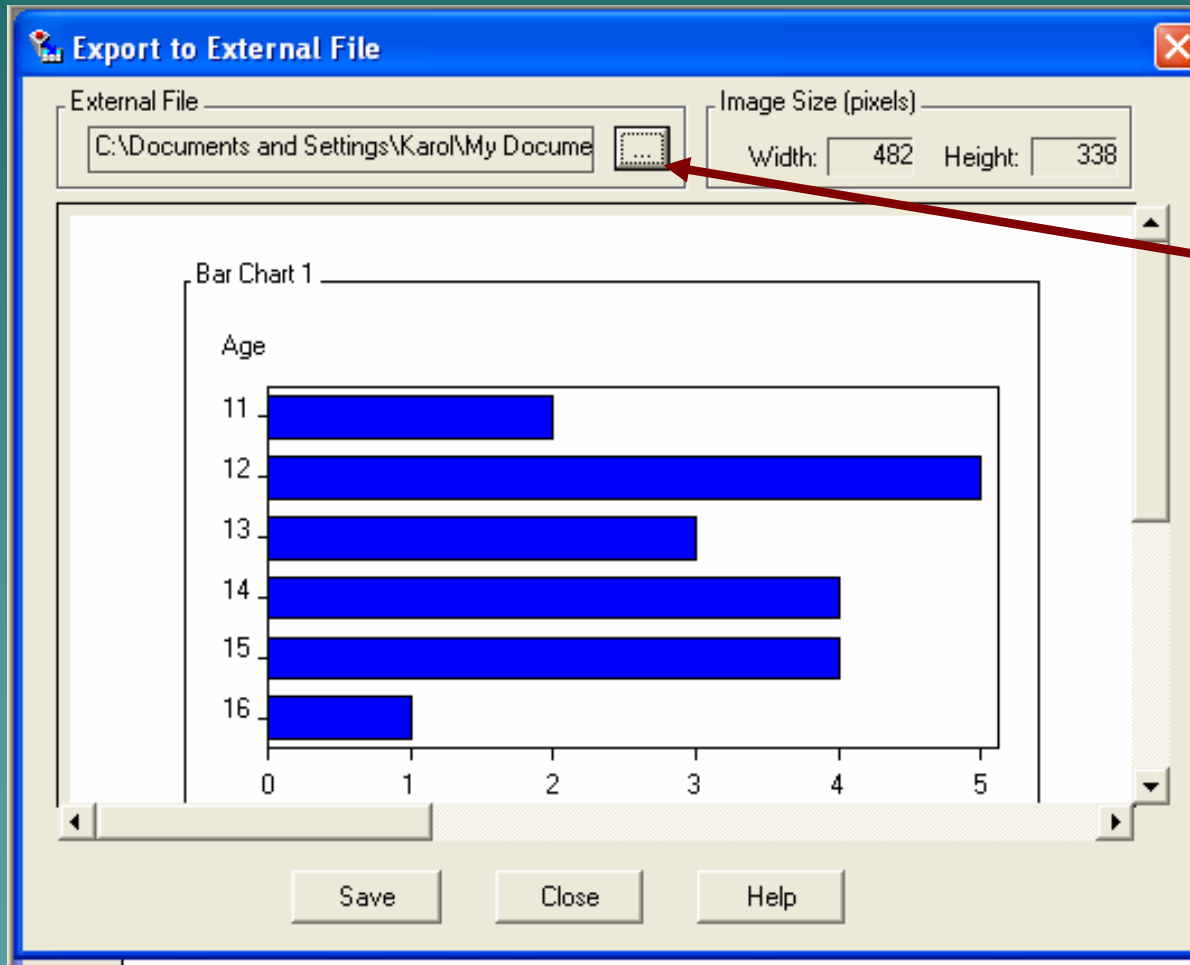 Export to External File
External File
C:\Documents and Settings\Karol\My Docume
...
Image Size (pixels)
Width: 482 Height: 338
Bar Chart 1
Age
11
12
13
14
15
16
0 1 2 3 4 5
Save Close Help